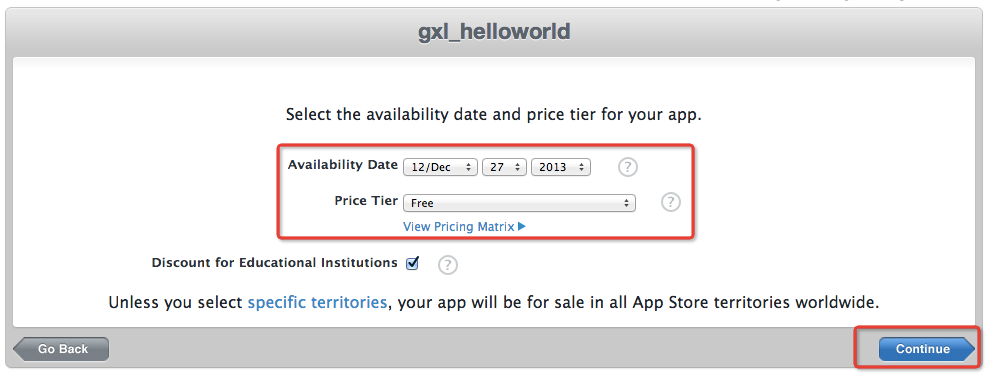 gxl_helloworld
Select the availability date and price tier for your app.
Availability Date 12/Dec 27 2013 ?
Price Tier Free ?
View Pricing Matrix ▶
Discount for Educational Institutions ?
Unless you select specific territories, your app will be for sale in all App Store territories worldwide.
Go Back Continue